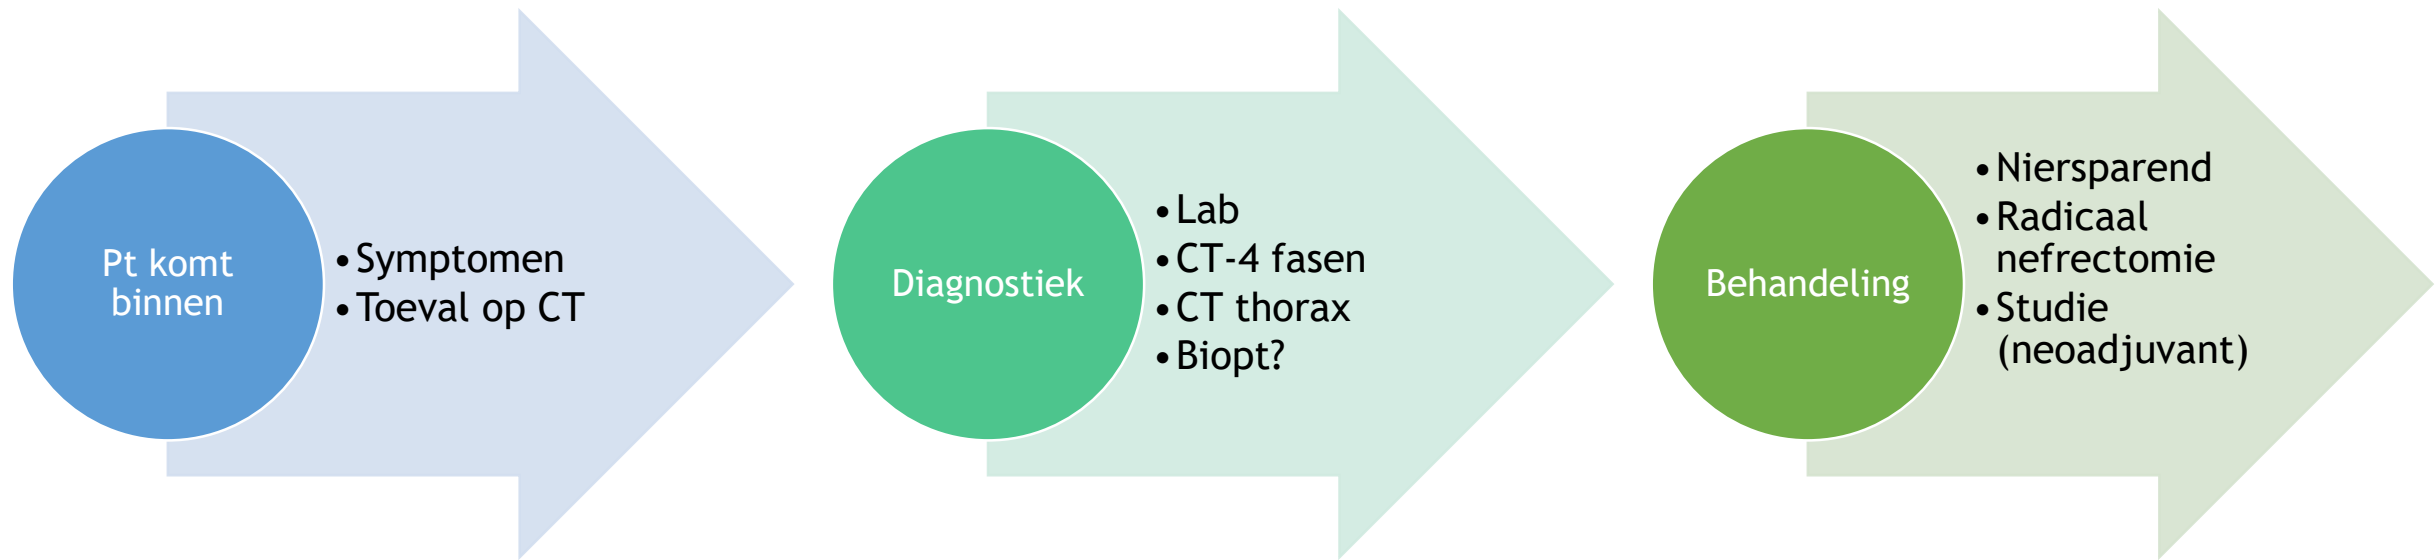 Pt komt
binnen
• Symptomen
• Toeval op CT
Diagnostiek
• Lab
• CT-4 fasen
• CT thorax
• Biopt?
Behandeling
• Niersparend
• Radicaal
nefrectomie
• Studie
(neoadjuvant)